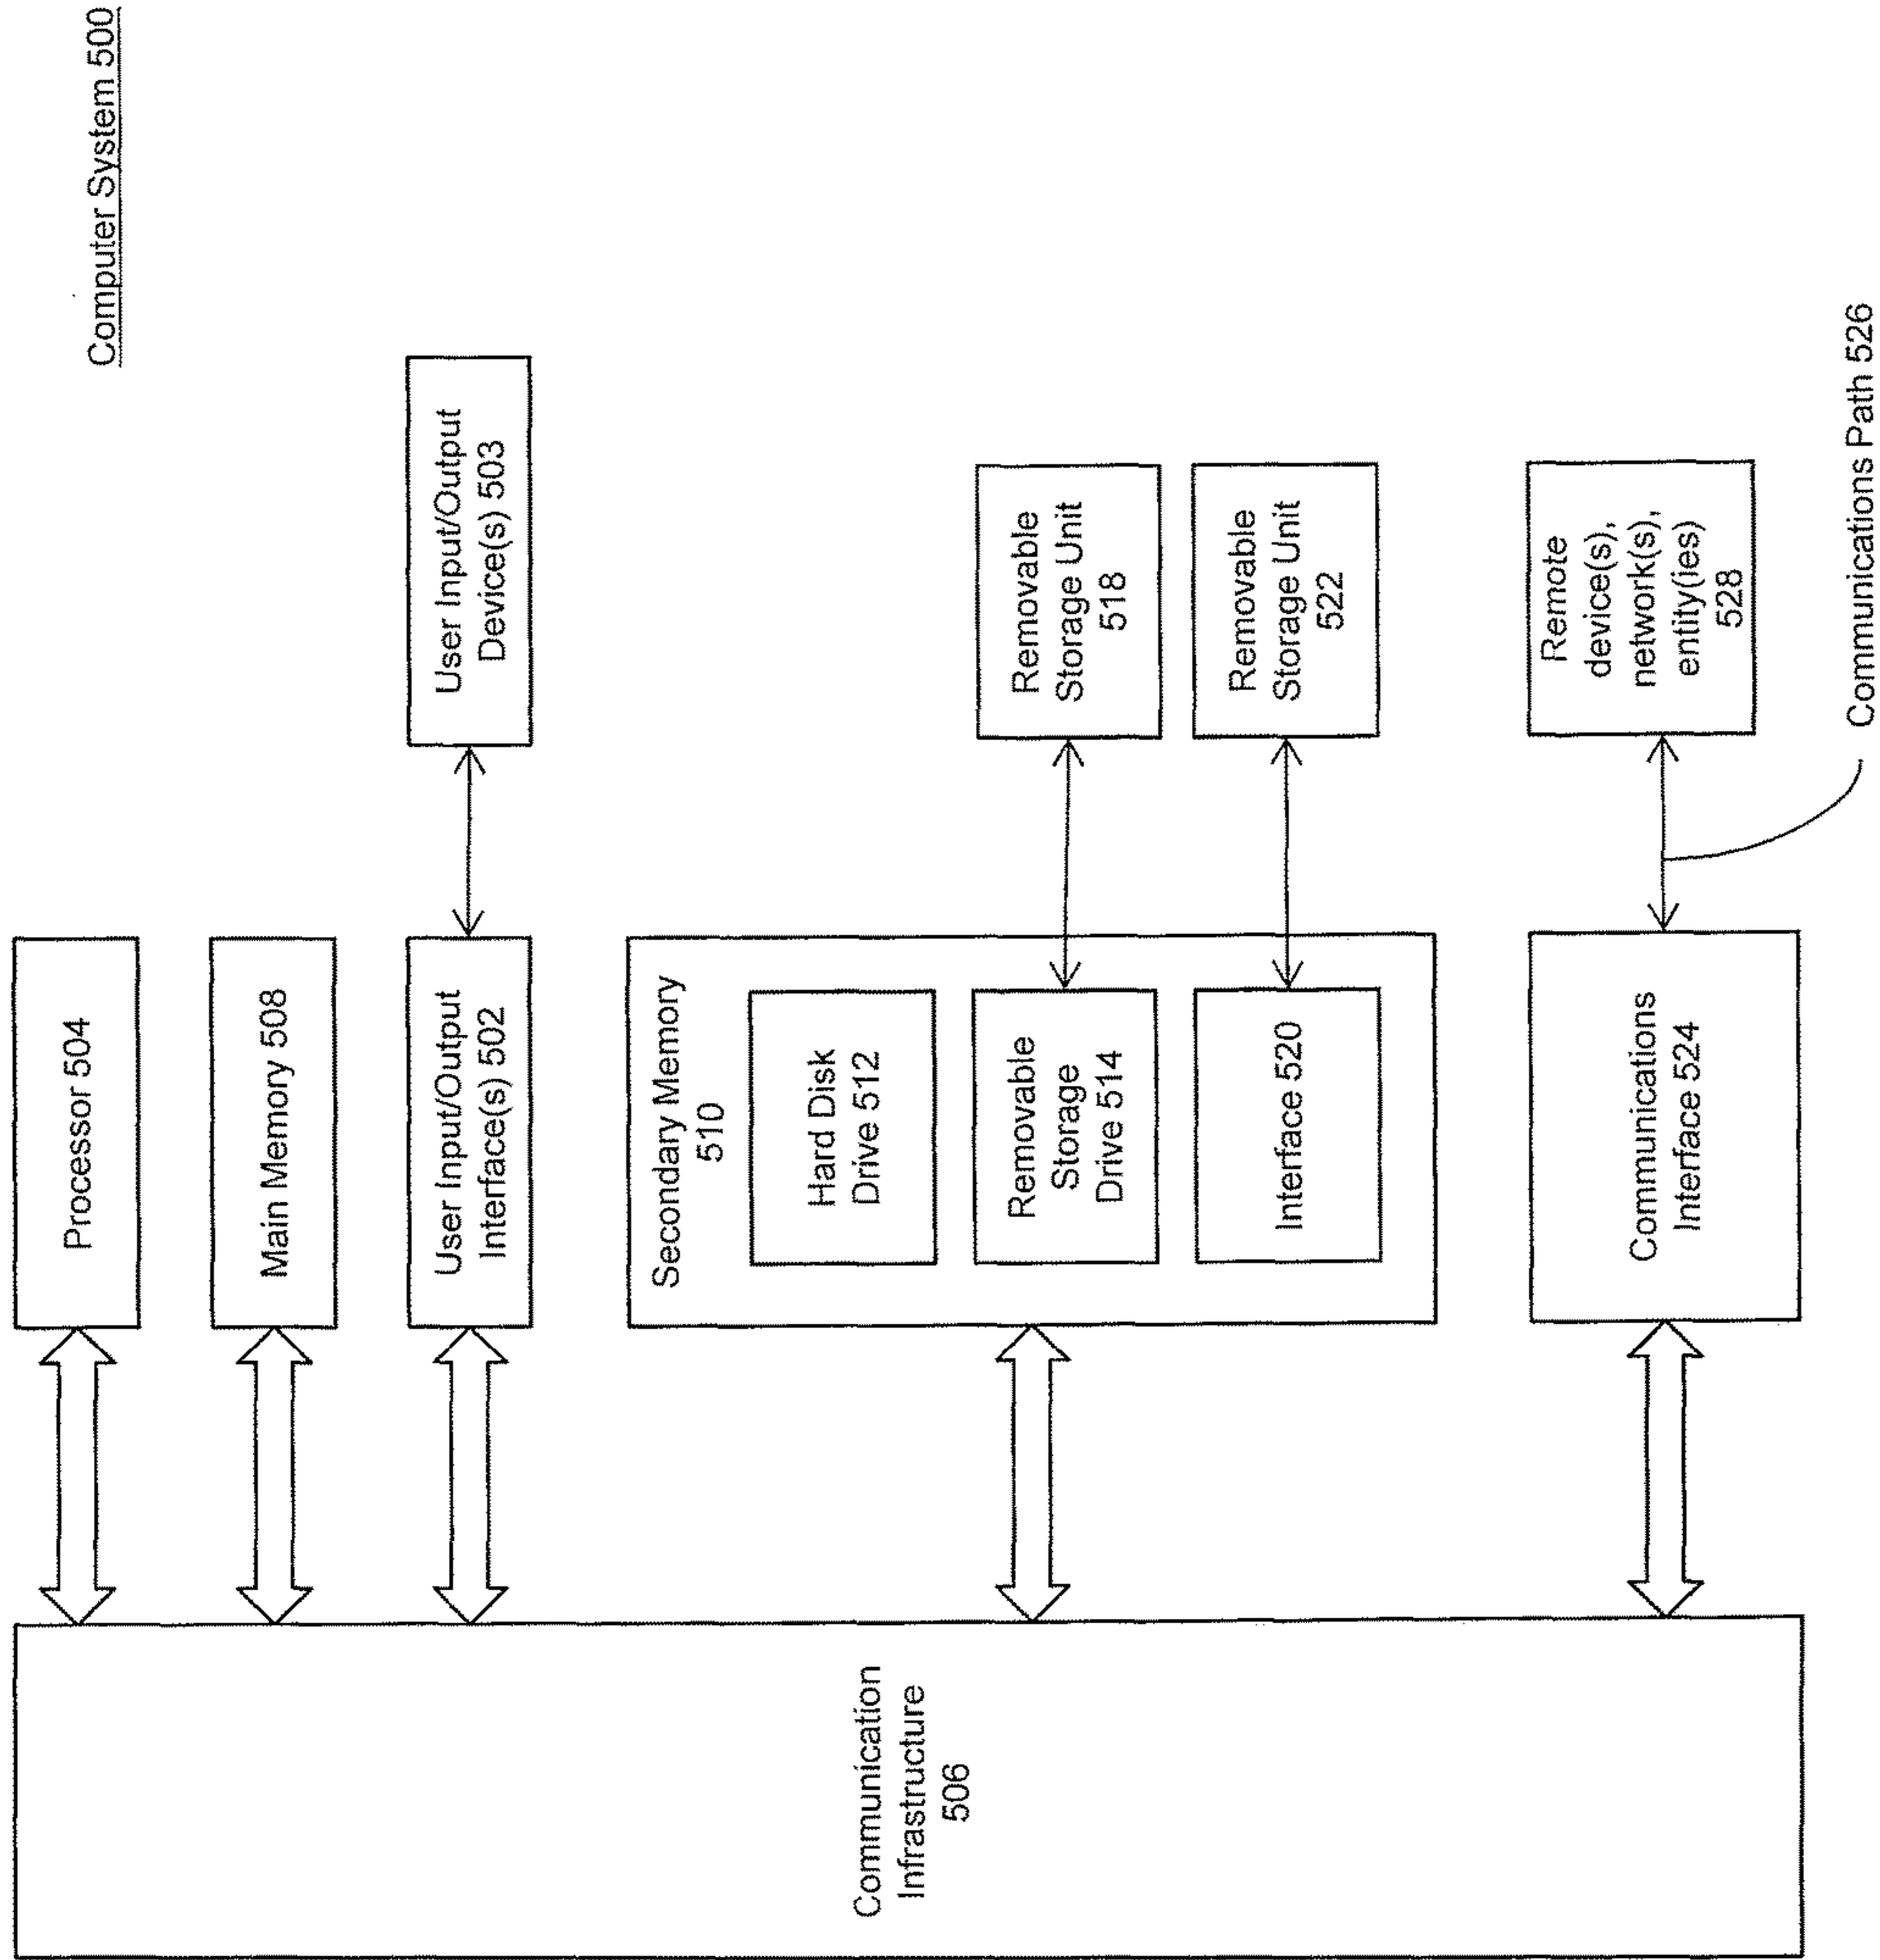 Computer System 500
Processor 504
Main Memory 508
User Input/Output
Interface(s) 502
User Input/Output
Device(s) 503
Secondary Memory
510
Hard Disk
Drive 512
Removable
Storage
Drive 514
Removable
Storage Unit
518
Interface 520
Removable
Storage Unit
522
Communications
Interface 524
Remote
device(s),
network(s),
entity(ies)
528
Communications Path 526
Communication
Infrastructure
506